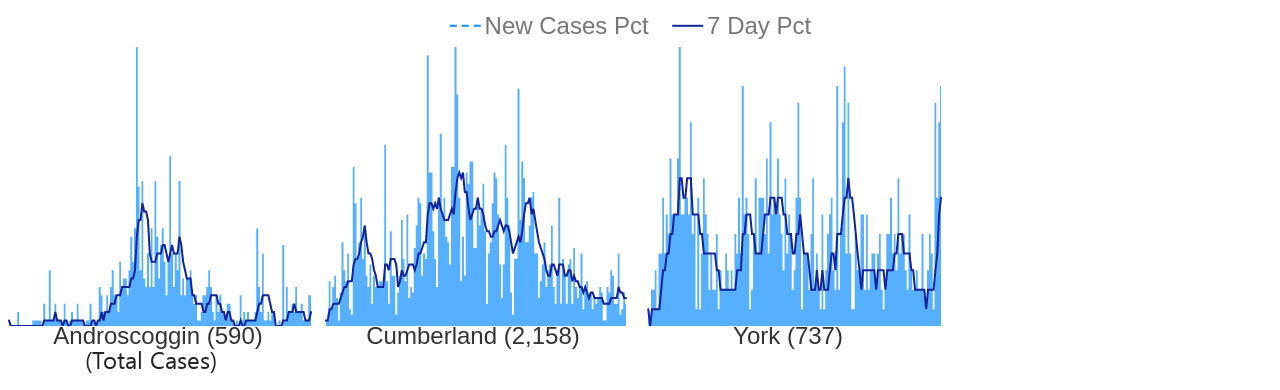 New Cases Pct 7 Day Pct
Androscoggin (590) Cumberland (2,158) York (737)
(Total Cases)